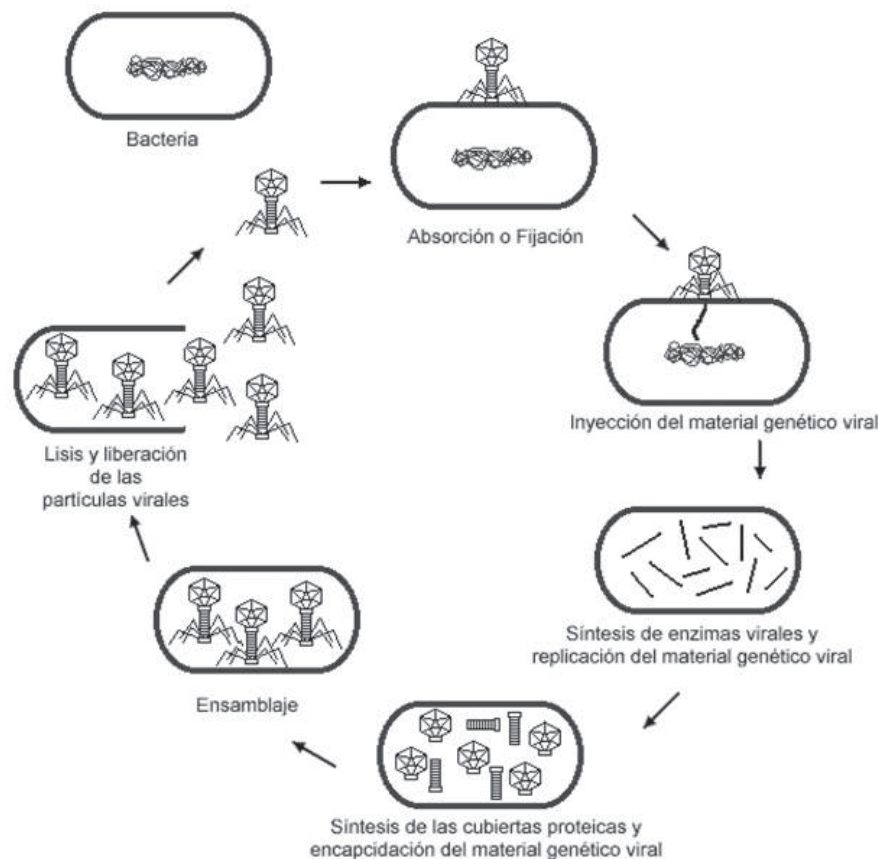 Bacteria
Absorción o Fijación
Inyección del material genético viral
Lisis y liberación
de las
partículas virales
Síntesis de enzimas virales y
replicación del material genético viral
Ensamblaje
Síntesis de las cubiertas proteicas y
encapcidación del material genético viral